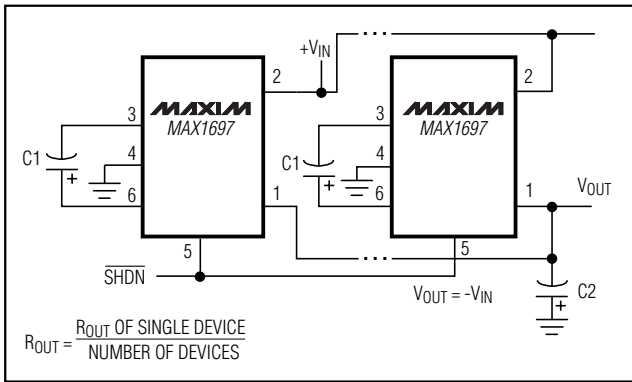 +VIN
...
2
2
MAXIM
MAX1697
MAXIM
MAX1697
3
3
C1
C1
4
4
+
+
6
6
1
1
VOUT
5
5
SHDN
...
VOUT = -VIN
C2
+
ROUT = ROUT OF SINGLE DEVICE
NUMBER OF DEVICES